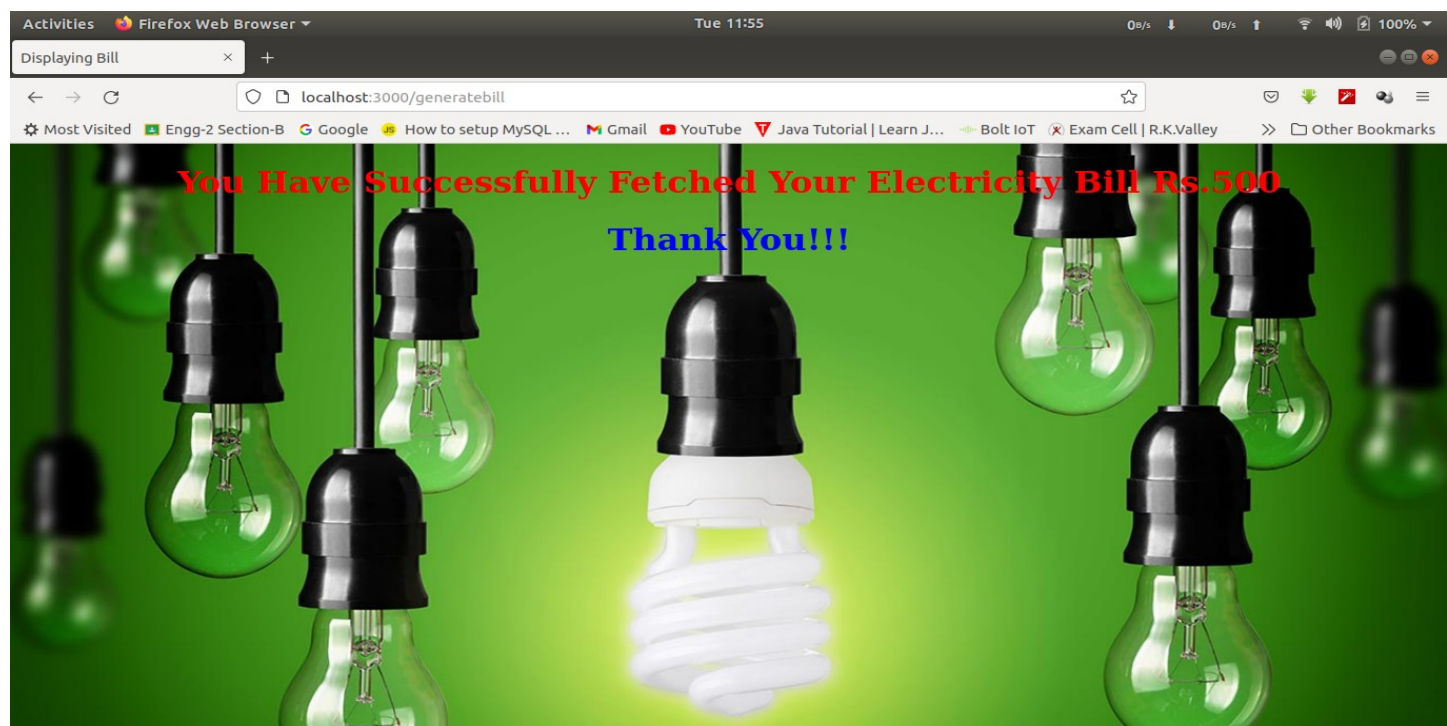 Activities Firefox Web Browser Tue 11:55 0B/s 0B/s 100%
Displaying Bill
localhost:3000/generatebill
Most Visited Engg-2 Section-B Google How to setup MySQL ... Gmail YouTube Java Tutorial | Learn J... Bolt IoT Exam Cell | R.K.Valley Other Bookmarks
You Have Successfully Fetched Your Electricity Bill Rs.500
Thank You!!!